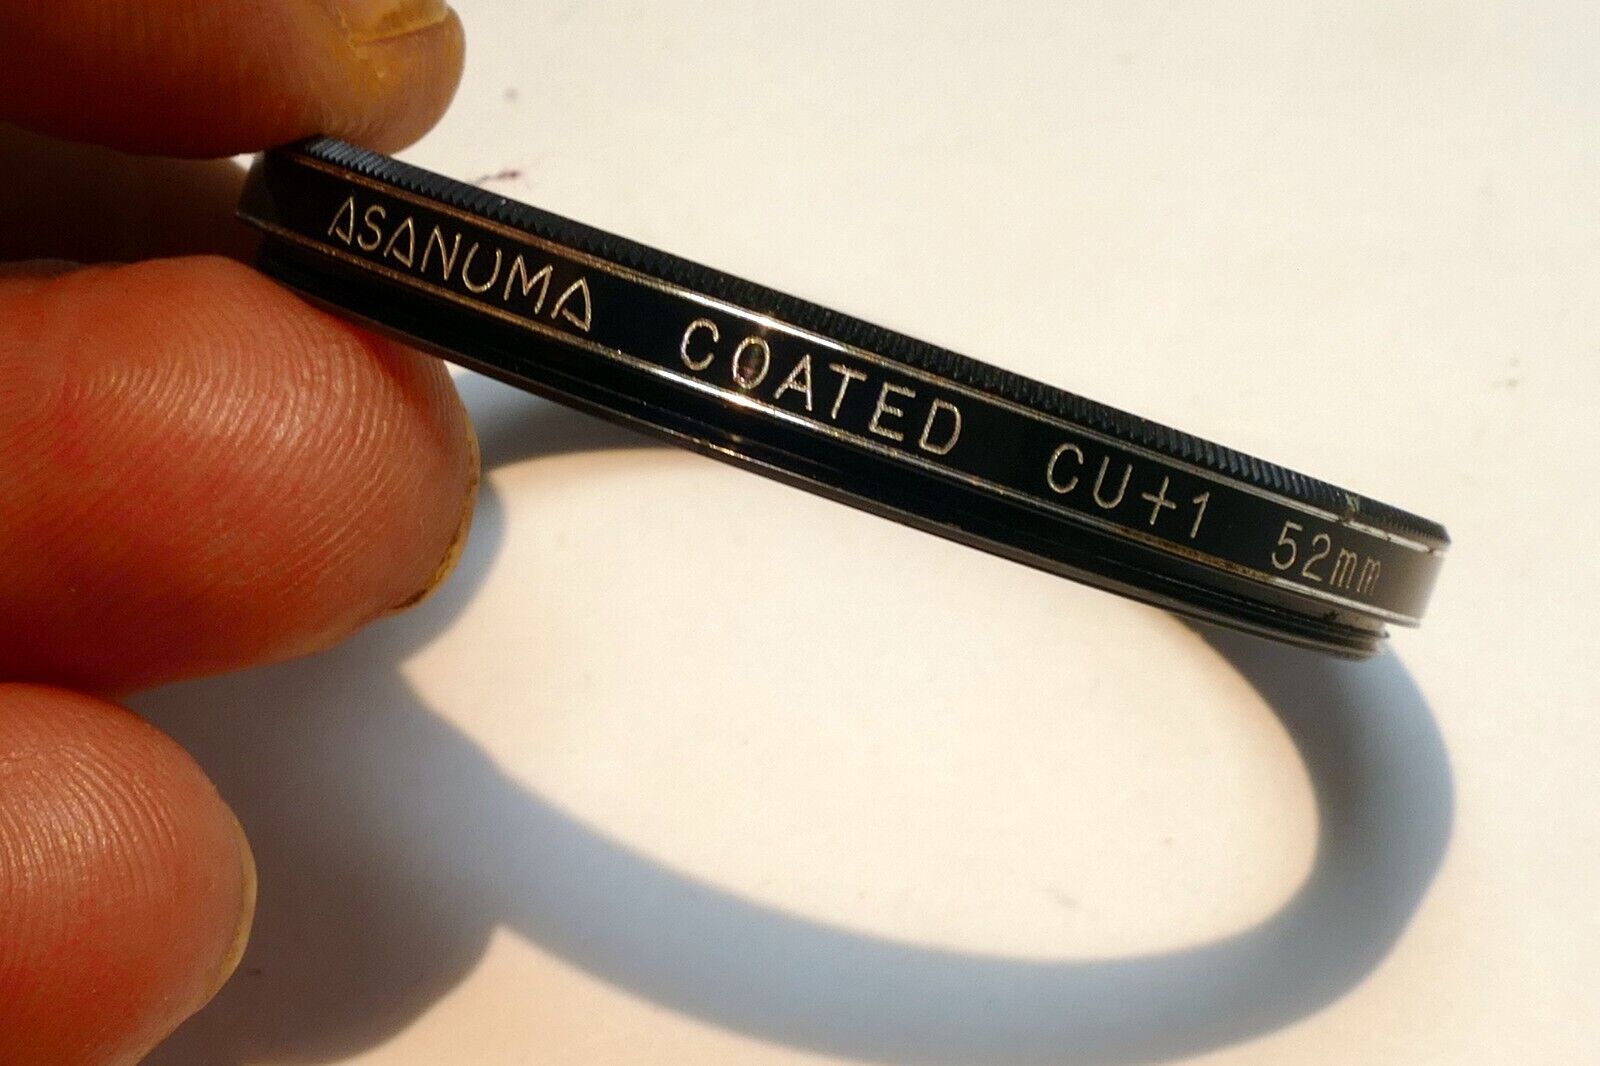 ASANUMA COATED CU+1 52mm